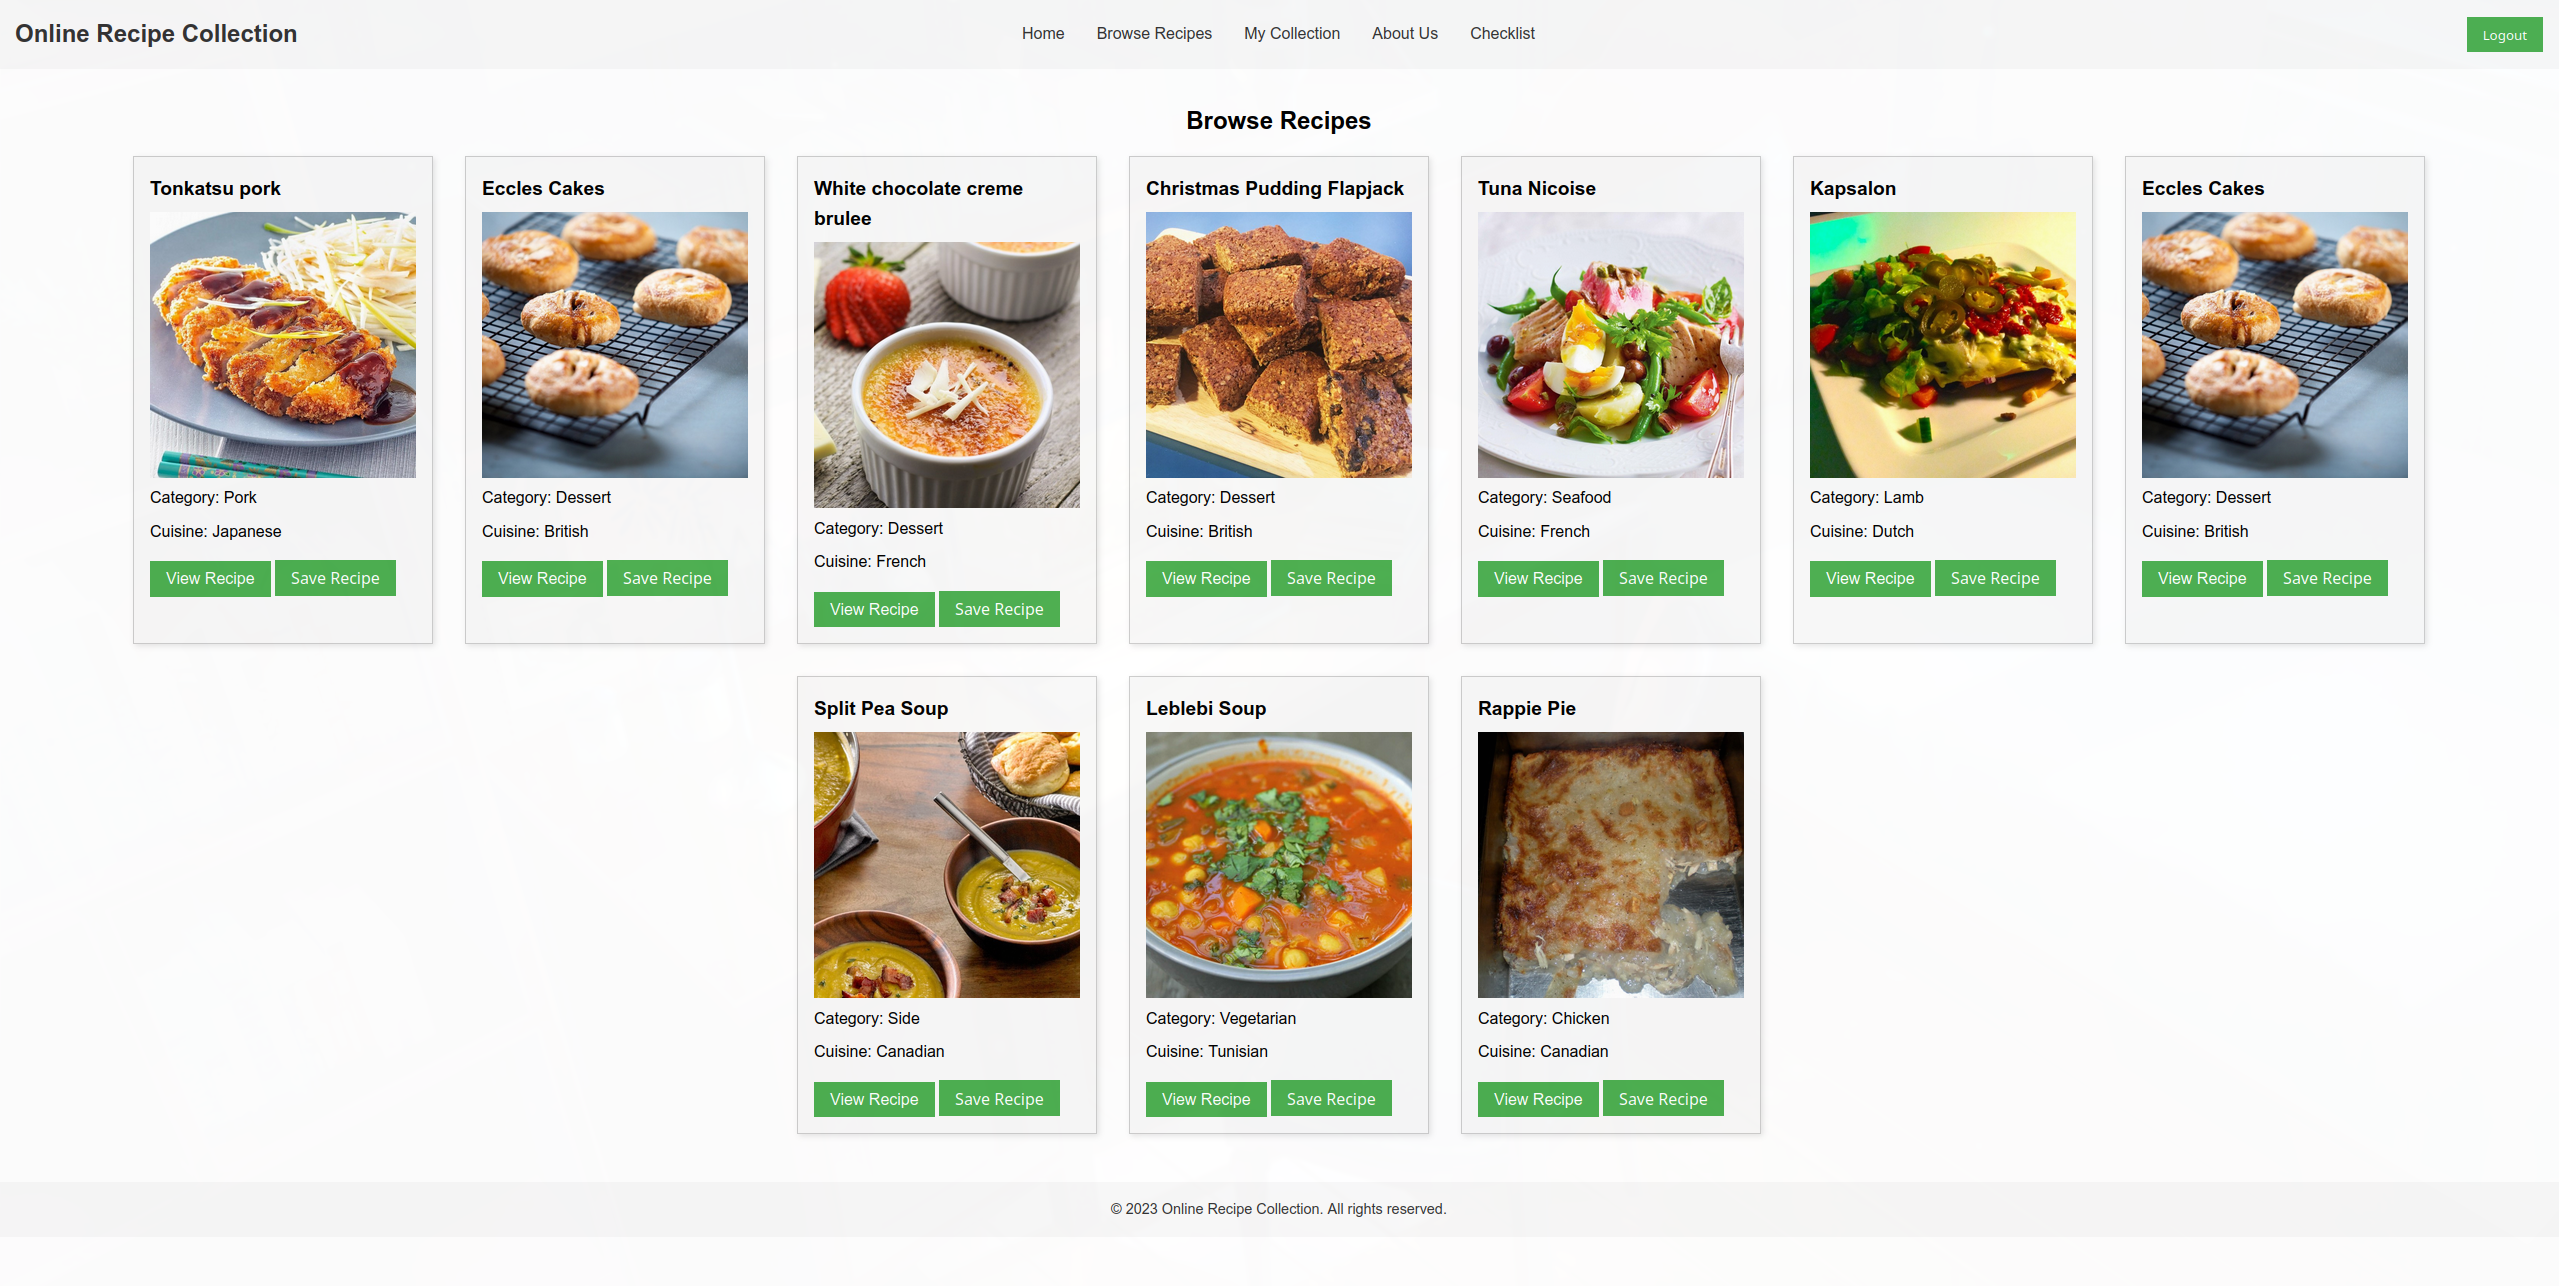 Online Recipe Collection
Home
Browse Recipes
My Collection
About Us
Checklist
Logout
Browse Recipes
Tonkatsu pork
Category: Pork
Cuisine: Japanese
View Recipe
Save Recipe
Eccles Cakes
Category: Dessert
Cuisine: British
View Recipe
Save Recipe
White chocolate creme
brulee
Category: Dessert
Cuisine: French
View Recipe
Save Recipe
Christmas Pudding Flapjack
Category: Dessert
Cuisine: British
View Recipe
Save Recipe
Tuna Nicoise
Category: Seafood
Cuisine: French
View Recipe
Save Recipe
Kapsalon
Category: Lamb
Cuisine: Dutch
View Recipe
Save Recipe
Eccles Cakes
Category: Dessert
Cuisine: British
View Recipe
Save Recipe
Split Pea Soup
Category: Side
Cuisine: Canadian
View Recipe
Save Recipe
Leblebi Soup
Category: Vegetarian
Cuisine: Tunisian
View Recipe
Save Recipe
Rappie Pie
Category: Chicken
Cuisine: Canadian
View Recipe
Save Recipe
© 2023 Online Recipe Collection. All rights reserved.